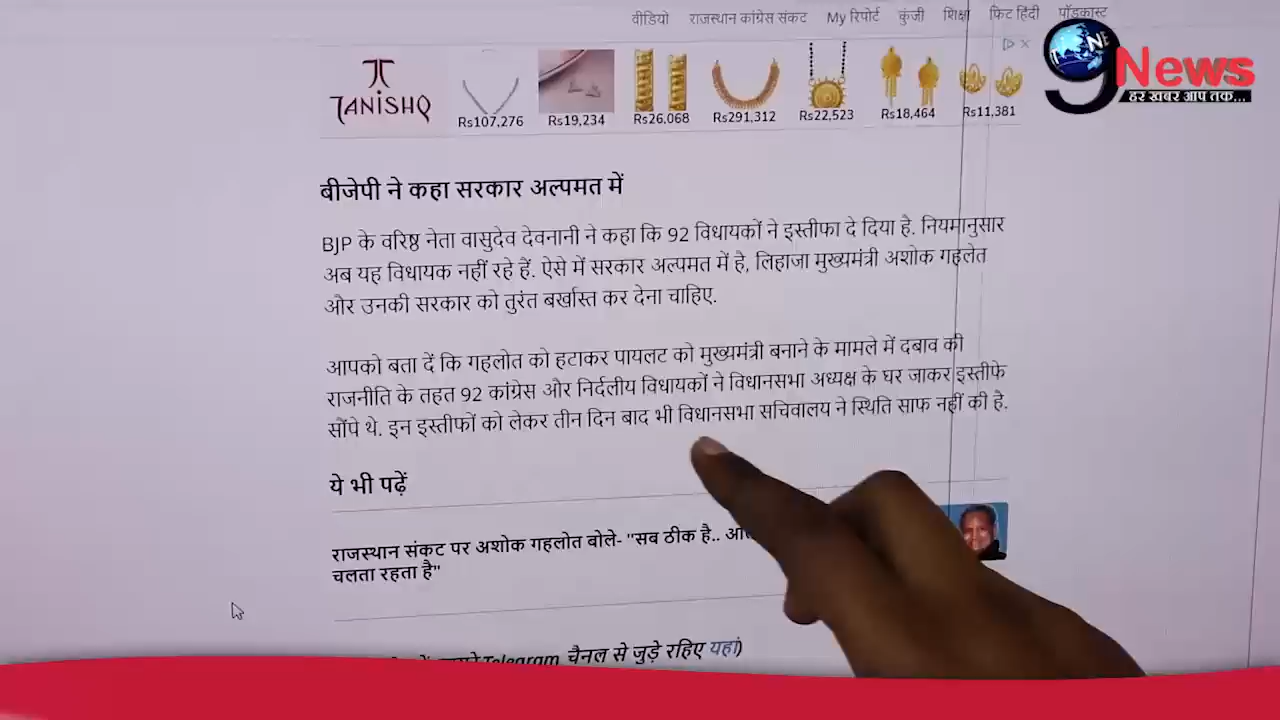 वीडियो राजस्थान कांग्रेस संकट My रिपोर्ट कुंजी शिक्षा फिट हिंदी पॉडकास्ट
NE
9 News
हर खबर आप तक...
TANISHQ
Rs107,276 Rs19,234 Rs26,068 Rs291,312 Rs22,523 Rs18,464 Rs11,381
बीजेपी ने कहा सरकार अल्पमत में
BJP के वरिष्ठ नेता वासुदेव देवनानी ने कहा कि 92 विधायकों ने इस्तीफा दे दिया है. नियमानुसार
अब यह विधायक नहीं रहे हैं. ऐसे में सरकार अल्पमत में है, लिहाजा मुख्यमंत्री अशोक गहलेत
और उनकी सरकार को तुरंत बर्खास्त कर देना चाहिए.
आपको बता दें कि गहलोत को हटाकर पायलट को मुख्यमंत्री बनाने के मामले में दबाव की
राजनीति के तहत 92 कांग्रेस और निर्दलीय विधायकों ने विधानसभा अध्यक्ष के घर जाकर इस्तीफे
सौंपे थे. इन इस्तीफों को लेकर तीन दिन बाद भी विधानसभा सचिवालय ने स्थिति साफ नहीं की है.
ये भी पढ़ें
राजस्थान संकट पर अशोक गहलोत बोले- "सब ठीक है..
चलता रहता है"
Telegram चैनल से जुड़े रहिए यहां)